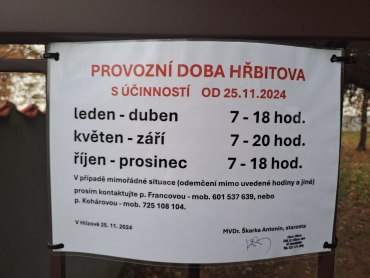 PROVOZNÍ DOBA HŘBITOVA
S ÚČINNOSTÍ OD 25.11.2024
leden - duben 7 - 18 hod.
květen - září 7 - 20 hod.
říjen - prosinec 7 - 18 hod.
V případě mimořádné situace (odemčení mimo uvedené hodiny a jiné)
prosím kontaktujte p. Francovou - mob. 601 537 639, nebo
p. Kohárovou - mob. 725 108 104.
V Hlízově 25. 11. 2024
MVDr. Škarka Antonín, starosta